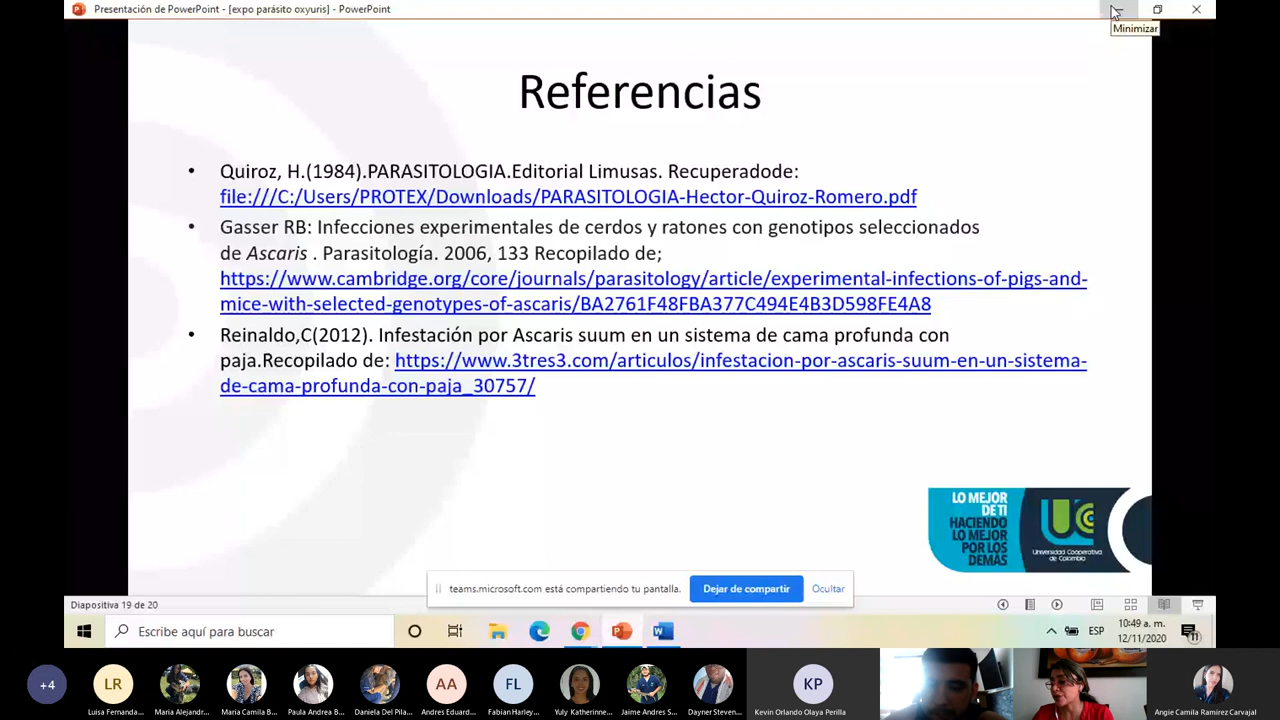 Presentación de PowerPoint - [expo parásito oxyuris] - PowerPoint
Minimizar
Referencias
• Quiroz, H.(1984).PARASITOLOGIA.Editorial Limusas. Recuperadode:
file:///C:/Users/PROTEX/Downloads/PARASITOLOGIA-Hector-Quiroz-Romero.pdf
• Gasser RB: Infecciones experimentales de cerdos y ratones con genotipos seleccionados
de Ascaris . Parasitología. 2006, 133 Recopilado de;
https://www.cambridge.org/core/journals/parasitology/article/experimental-infections-of-pigs-and-
mice-with-selected-genotypes-of-ascaris/BA2761F48FBA377C494E4B3D598FE4A8
• Reinaldo,C(2012). Infestación por Ascaris suum en un sistema de cama profunda con
paja.Recopilado de: https://www.3tres3.com/articulos/infestacion-por-ascaris-suum-en-un-sistema-
de-cama-profunda-con-paja_30757/
LO MEJOR
DE TI
HACIENDO
LO MEJOR
POR LOS
DEMÁS
Universidad Cooperativa
de Colombia
teams.microsoft.com está compartiendo tu pantalla. Dejar de compartir Ocultar
Diapositiva 19 de 20
Escribe aquí para buscar
ESP
10:49 a. m.
12/11/2020
11
+4 LR AA FL KP
Luisa Fernanda... Maria Alejandr... Maria Camila B... Paula Andrea B... Daniela Del Pila... Andres Eduard... Fabian Harley... Yuly Katherinne... Jaime Andres S... Dayner Steven... Kevin Orlando Olaya Perilla Angie Camila Ramirez Carvajal